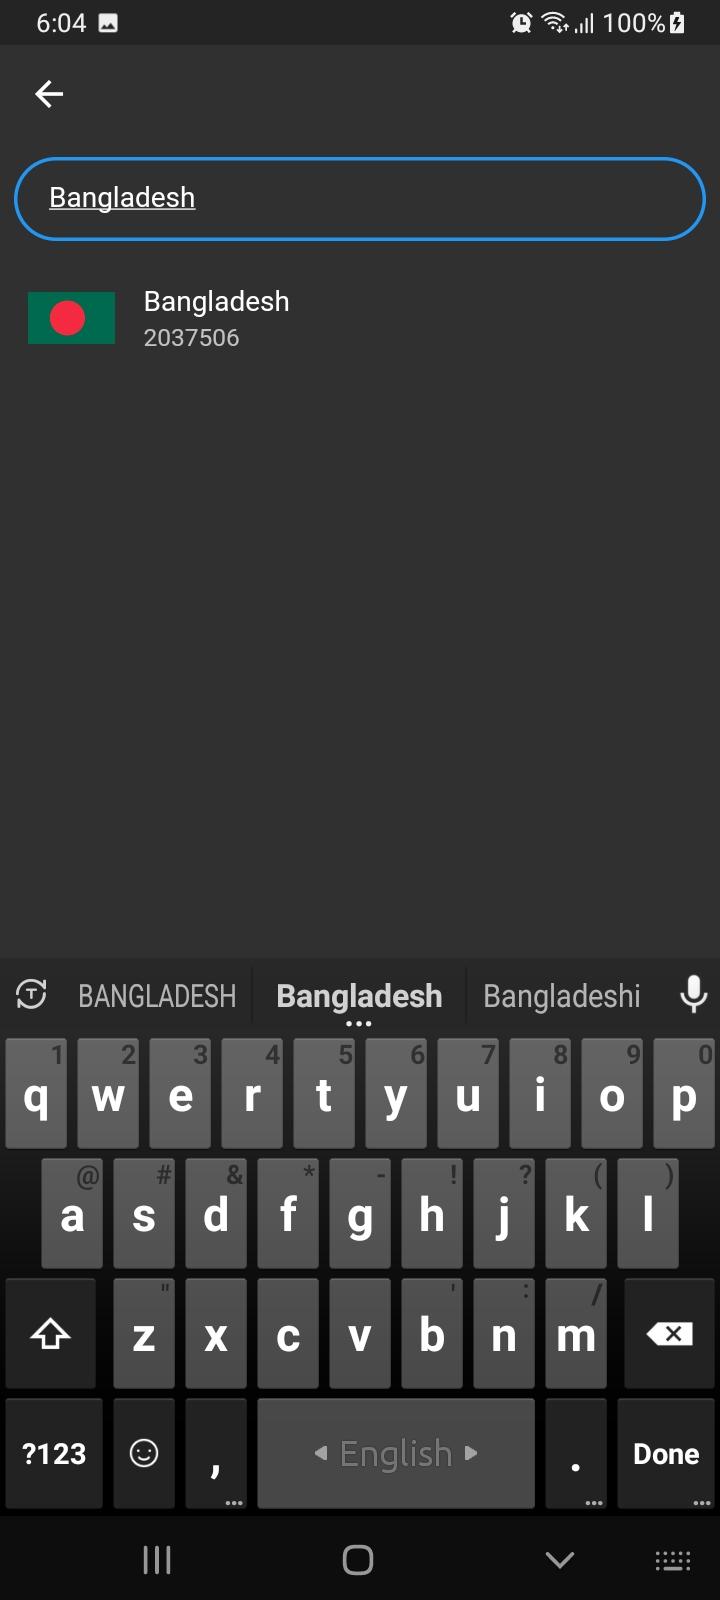 6:04 100%
Bangladesh
Bangladesh
2037506
T BANGLADESH Bangladesh Bangladeshi
1 2 3 4 5 6 7 8 9 0
q w e r t y u i o p
@ # & * - ! ? ( )
a s d f g h j k l
" ' : /
z x c v b n m
?123 , English . Done